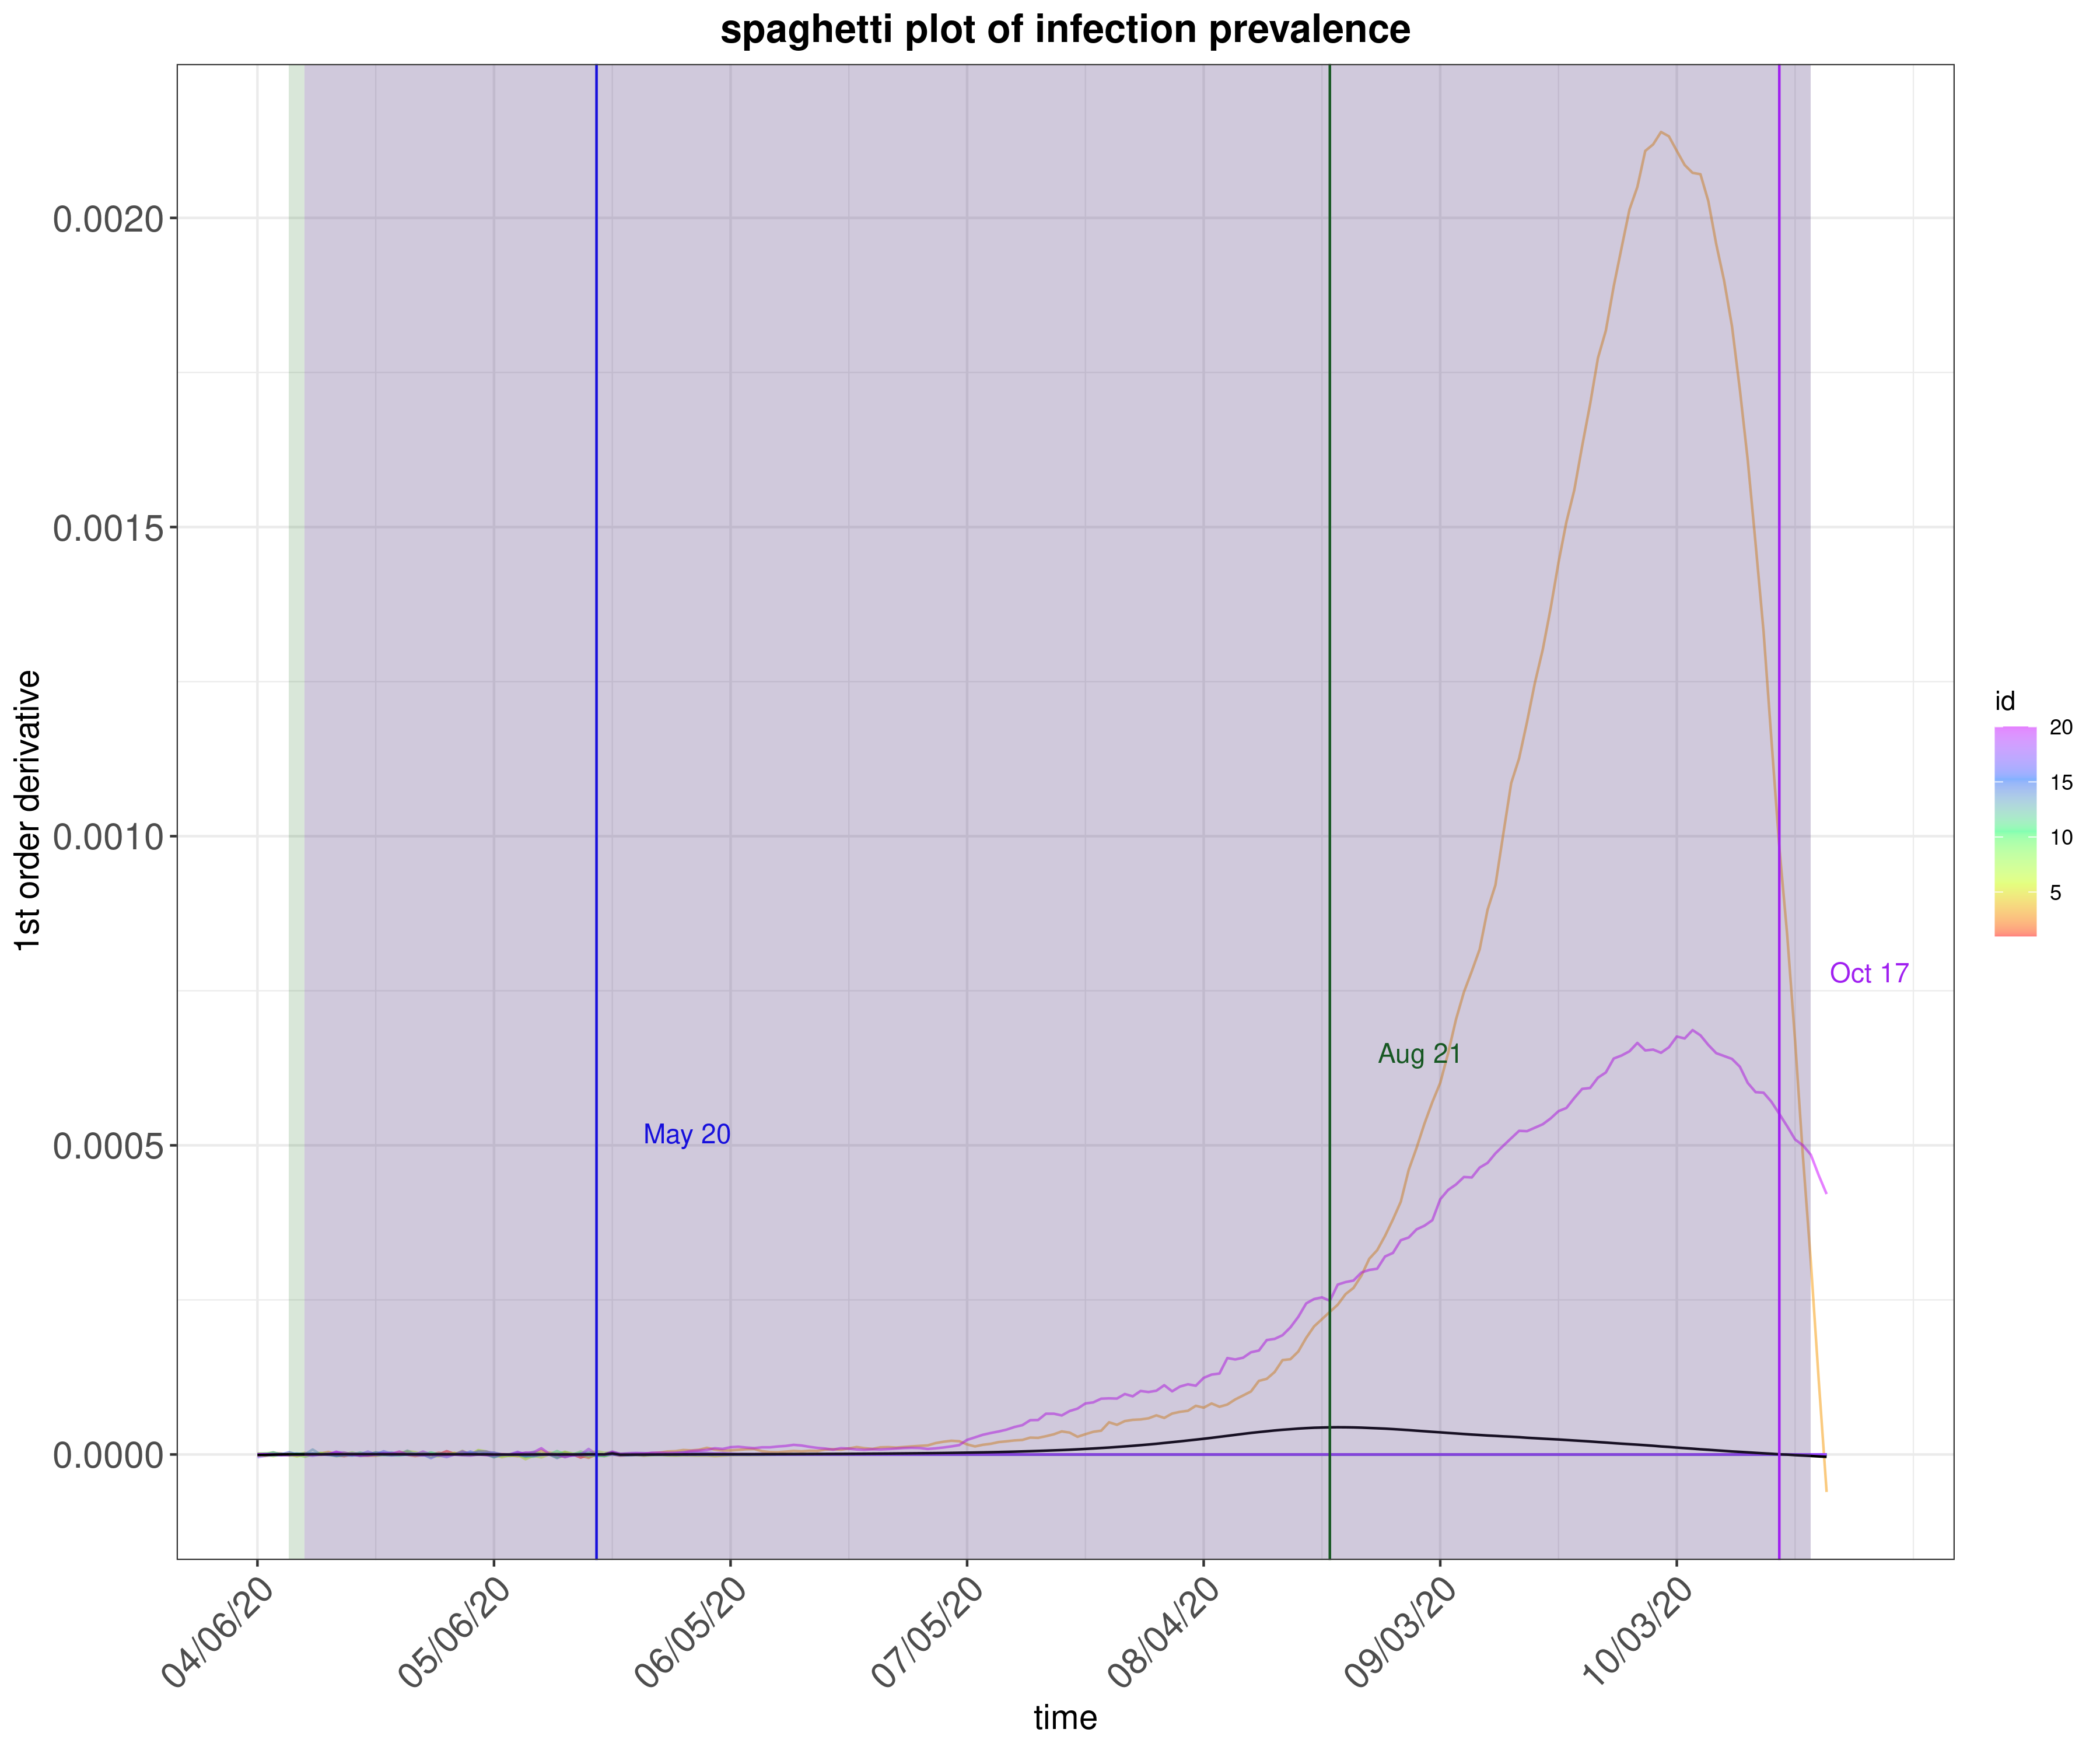 spaghetti plot of infection prevalence
1st order derivative
0.0020
0.0015
0.0010
0.0005
0.0000
May 20
Aug 21
Oct 17
04/06/20
05/06/20
06/05/20
07/05/20
08/04/20
09/03/20
10/03/20
time
id
20
15
10
5